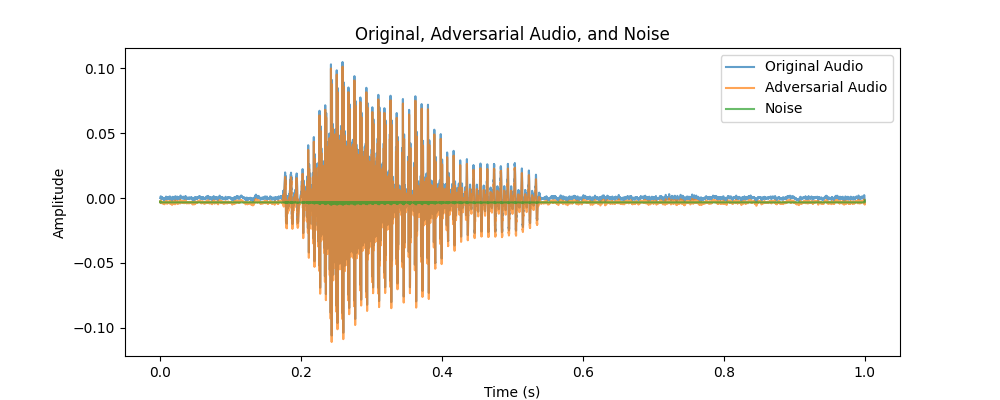 Original, Adversarial Audio, and Noise
Original Audio
Adversarial Audio
Noise
0.10
0.05
0.00
−0.05
−0.10
Amplitude
0.0 0.2 0.4 0.6 0.8 1.0
Time (s)